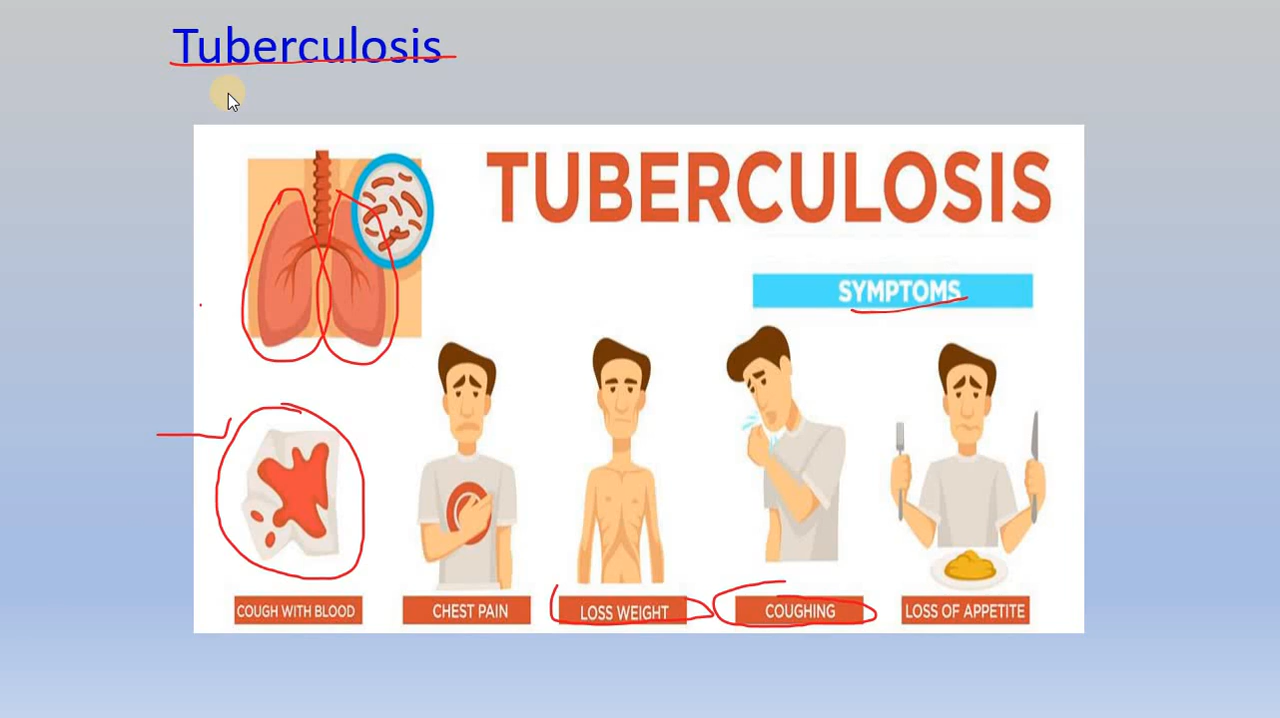 Tuberculosis
TUBERCULOSIS
SYMPTOMS
COUGH WITH BLOOD
CHEST PAIN
LOSS WEIGHT
COUGHING
LOSS OF APPETITE